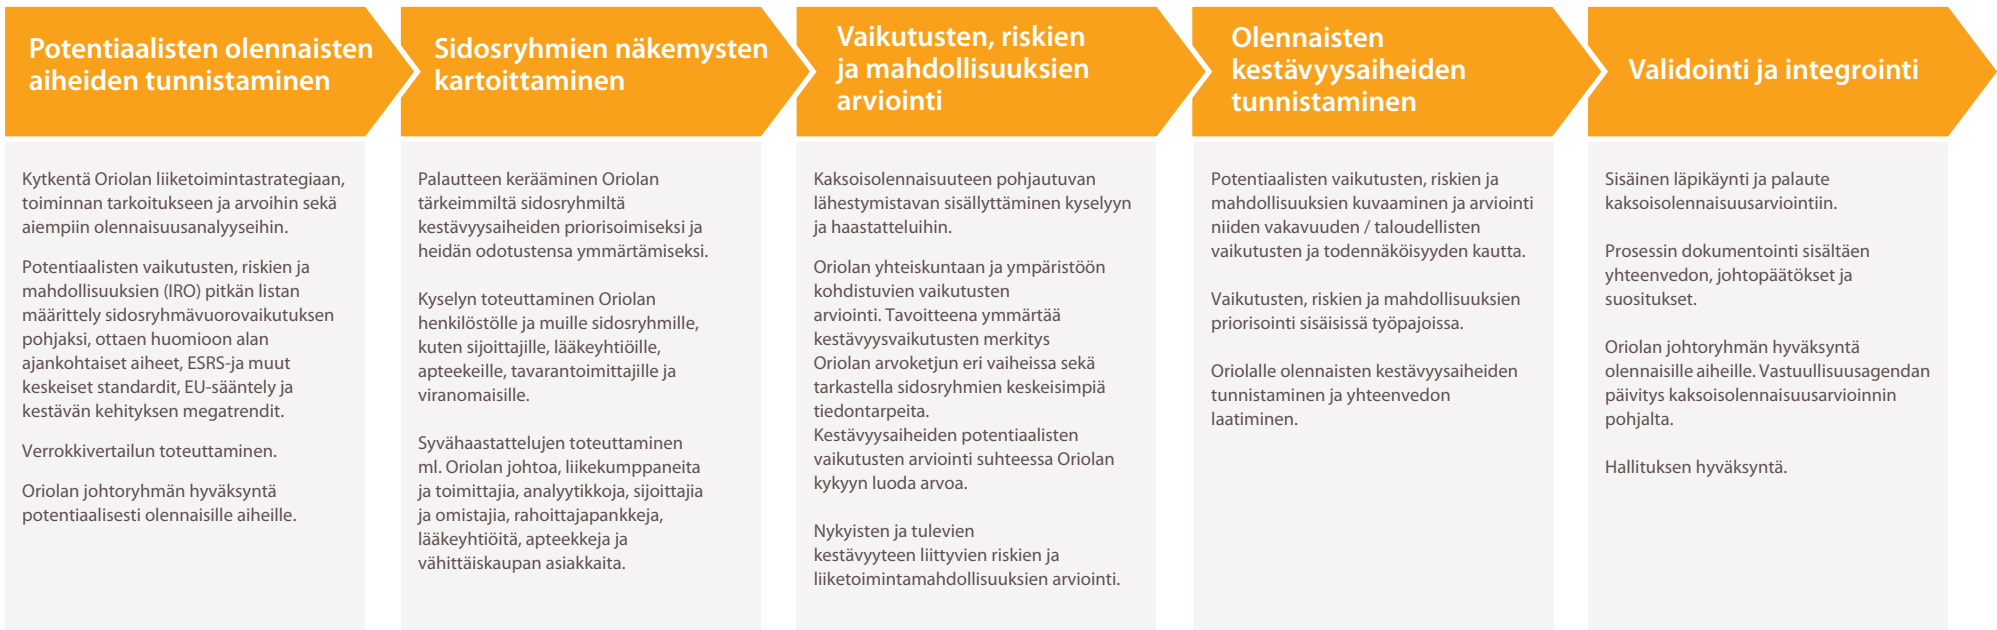 Potentiaalisten olennaisten
aiheiden tunnistaminen
Kytkentä Oriolan liiketoimintastrategiaan,
toiminnan tarkoitukseen ja arvoihin sekä
aiempiin olennaisuusanalyyseihin.
Potentiaalisten vaikutusten, riskien ja
mahdollisuuksien (IRO) pitkän listan
määrittely sidosryhmävuorovaikutuksen
pohjaksi, ottaen huomioon alan
ajankohtaiset aiheet, ESRS-ja muut
keskeiset standardit, EU-sääntely ja
kestävän kehityksen megatrendit.
Verrokkivertailun toteuttaminen.
Oriolan johtoryhmän hyväksyntä
potentiaalisesti olennaisille aiheille.
Sidosryhmien näkemysten
kartoittaminen
Palautteen kerääminen Oriolan
tärkeimmiltä sidosryhmiltä
kestävyysaiheiden priorisoimiseksi ja
heidän odotustensa ymmärtämiseksi.
Kyselyn toteuttaminen Oriolan
henkilöstölle ja muille sidosryhmille,
kuten sijoittajille, lääkeyhtiöille,
apteekeille, tavarantoimittajille ja
viranomaisille.
Syvähaastattelujen toteuttaminen
ml. Oriolan johtoa, liikekumppaneita
ja toimittajia, analyytikkoja, sijoittajia
ja omistajia, rahoittajapankkeja,
lääkeyhtiöitä, apteekkeja ja
vähittäiskaupan asiakkaita.
Vaikutusten, riskien
ja mahdollisuuksien
arviointi
Kaksoisolennaisuuteen pohjautuvan
lähestymistavan sisällyttäminen kyselyyn
ja haastatteluihin.
Oriolan yhteiskuntaan ja ympäristöön
kohdistuvien vaikutusten
arviointi. Tavoitteena ymmärtää
kestävyysvaikutusten merkitys
Oriolan arvoketjun eri vaiheissa sekä
tarkastella sidosryhmien keskeisimpiä
tiedontarpeita.
Kestävyysaiheiden potentiaalisten
vaikutusten arviointi suhteessa Oriolan
kykyyn luoda arvoa.
Nykyisten ja tulevien
kestävyyteen liittyvien riskien ja
liiketoimintamahdollisuuksien arviointi.
Olennaisten
kestävyysaiheiden
tunnistaminen
Potentiaalisten vaikutusten, riskien ja
mahdollisuuksien kuvaaminen ja arviointi
niiden vakavuuden / taloudellisten
vaikutusten ja todennäköisyyden kautta.
Vaikutusten, riskien ja mahdollisuuksien
priorisointi sisäisissä työpajoissa.
Oriolalle olennaisten kestävyysaiheiden
tunnistaminen ja yhteenvedon
laatiminen.
Validointi ja integrointi
Sisäinen läpikäynti ja palaute
kaksoisolennaisuusarviointiin.
Prosessin dokumentointi sisältäen
yhteenvedon, johtopäätökset ja
suositukset.
Oriolan johtoryhmän hyväksyntä
olennaisille aiheille. Vastuullisuusagendan
päivitys kaksoisolennaisuusarvioinnin
pohjalta.
Hallituksen hyväksyntä.